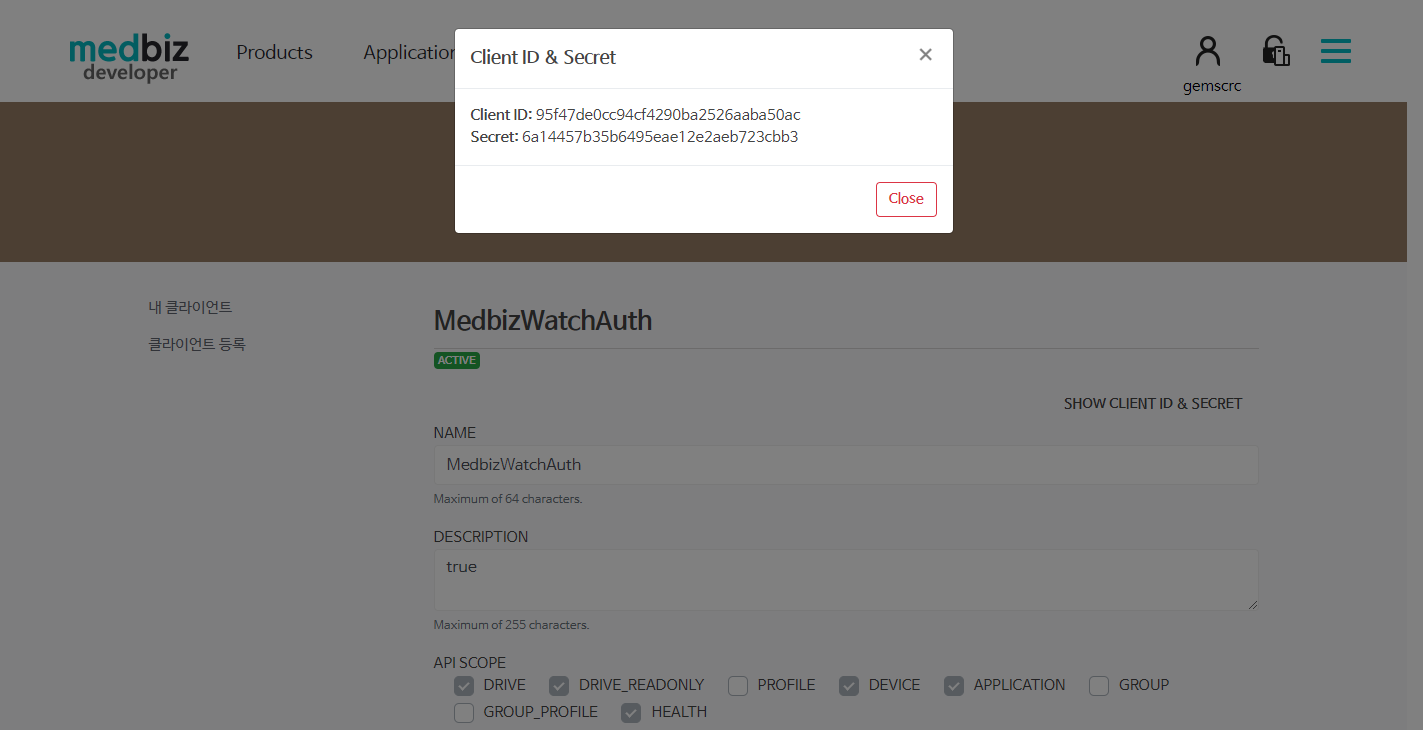 medbiz
developer
Products
Application
gemscrc
Client ID & Secret
×
Client ID: 95f47de0cc94cf4290ba2526aaba50ac
Secret: 6a14457b35b6495eae12e2aeb723cbb3
Close
내 클라이언트
클라이언트 등록
MedbizWatchAuth
ACTIVE
SHOW CLIENT ID & SECRET
NAME
MedbizWatchAuth
Maximum of 64 characters.
DESCRIPTION
true
Maximum of 255 characters.
API SCOPE
DRIVE DRIVE_READONLY PROFILE DEVICE APPLICATION GROUP
GROUP_PROFILE HEALTH